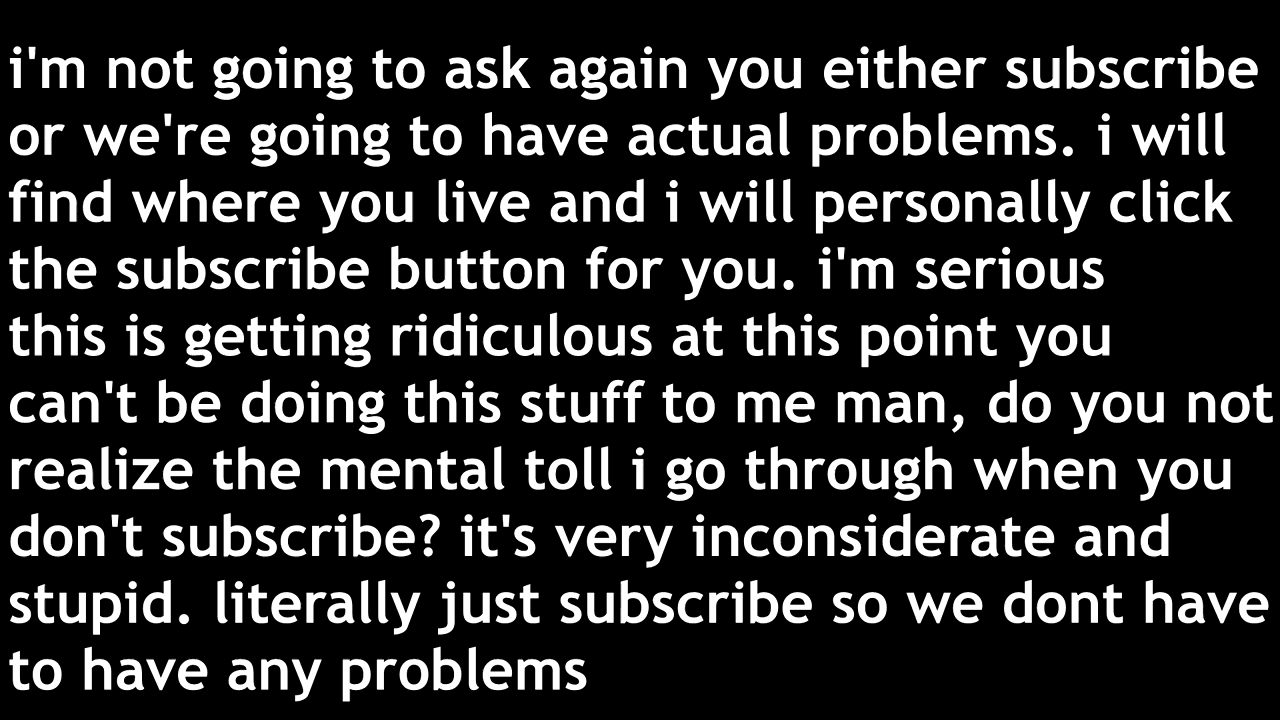 i'm not going to ask again you either subscribe
or we're going to have actual problems. i will
find where you live and i will personally click
the subscribe button for you. i'm serious
this is getting ridiculous at this point you
can't be doing this stuff to me man, do you not
realize the mental toll i go through when you
don't subscribe? it's very inconsiderate and
stupid. literally just subscribe so we dont have
to have any problems